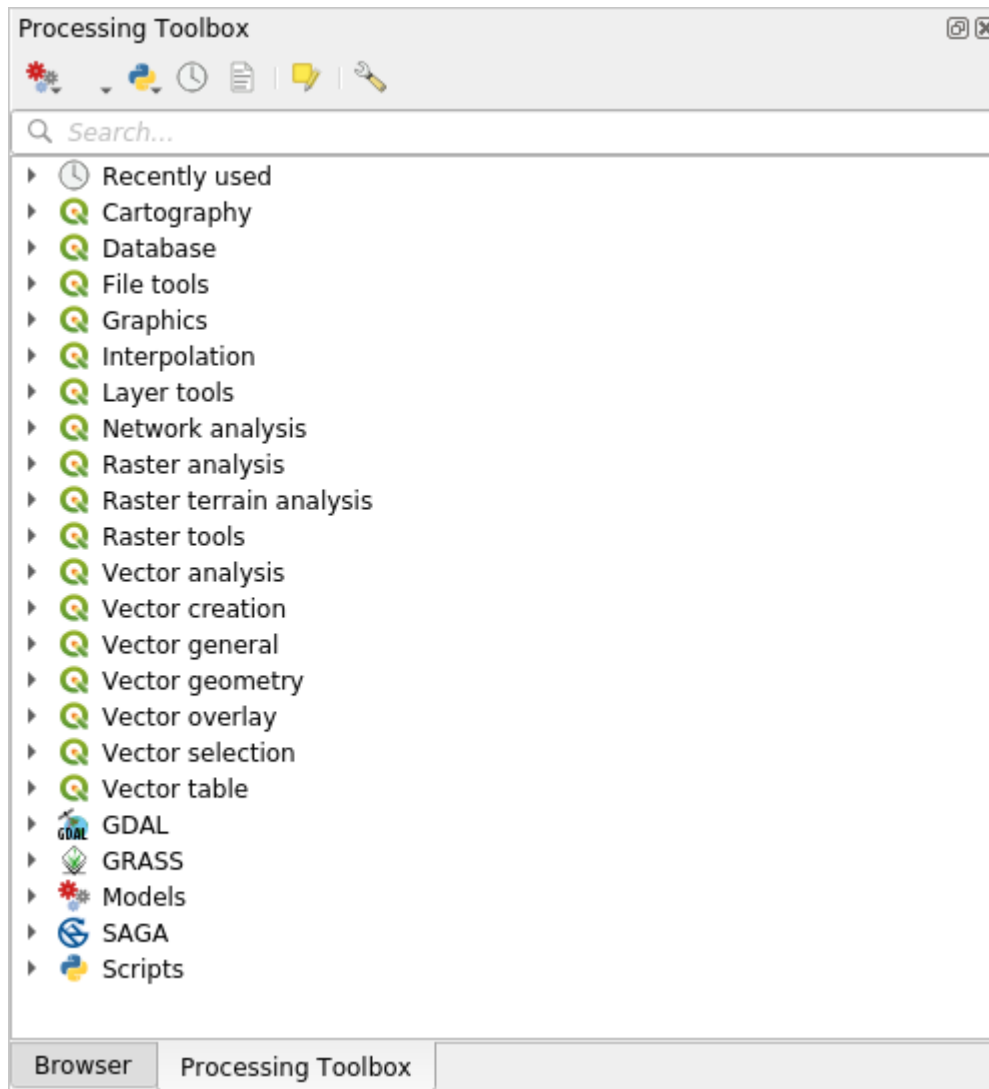 Processing Toolbox
Search...
Recently used
Cartography
Database
File tools
Graphics
Interpolation
Layer tools
Network analysis
Raster analysis
Raster terrain analysis
Raster tools
Vector analysis
Vector creation
Vector general
Vector geometry
Vector overlay
Vector selection
Vector table
GDAL GDAL
GRASS
Models
SAGA
Scripts
Browser Processing Toolbox